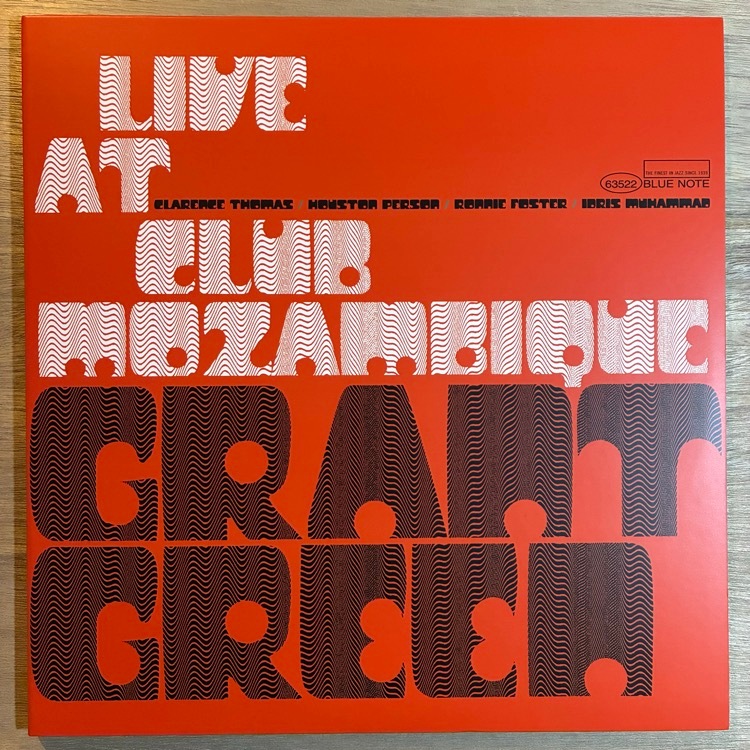 LIVE
AT
THE FINEST IN JAZZ SINCE 1939
63522 BLUE NOTE
CLARENCE THOMAS / HOUSTON PERSON / RONNIE FOSTER / IDRIS MUHAMMAD
CLUB
MOZAMBIQUE
GRANT
GREEN